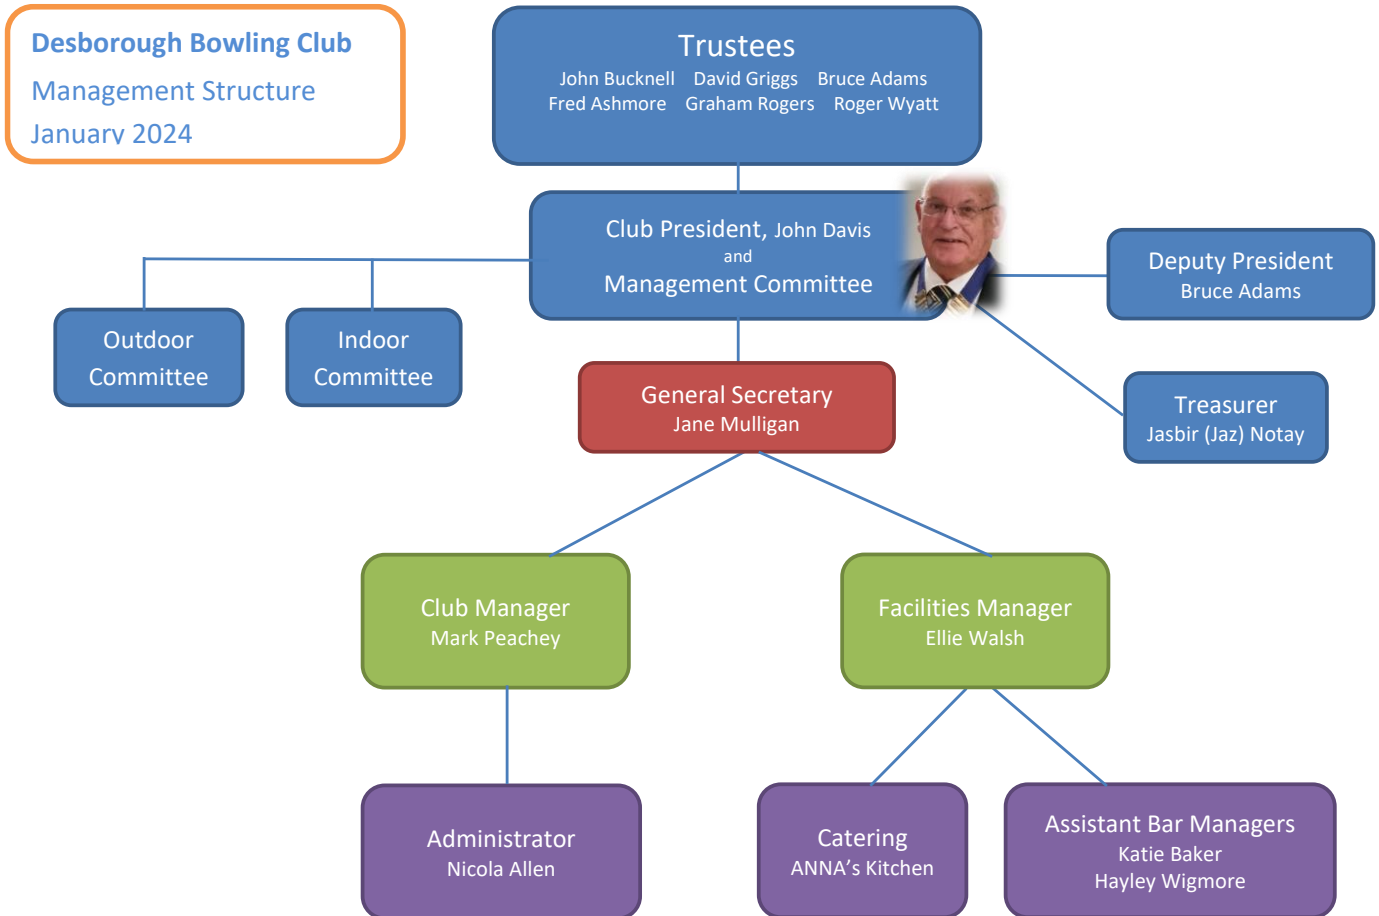 Desborough Bowling Club
Management Structure
January 2024
Trustees
John Bucknell David Griggs Bruce Adams
Fred Ashmore Graham Rogers Roger Wyatt
Club President, John Davis
and
Management Committee
Deputy President
Bruce Adams
Outdoor
Committee
Indoor
Committee
General Secretary
Jane Mulligan
Treasurer
Jasbir (Jaz) Notay
Club Manager
Mark Peachey
Facilities Manager
Ellie Walsh
Administrator
Nicola Allen
Catering
ANNA's Kitchen
Assistant Bar Managers
Katie Baker
Hayley Wigmore